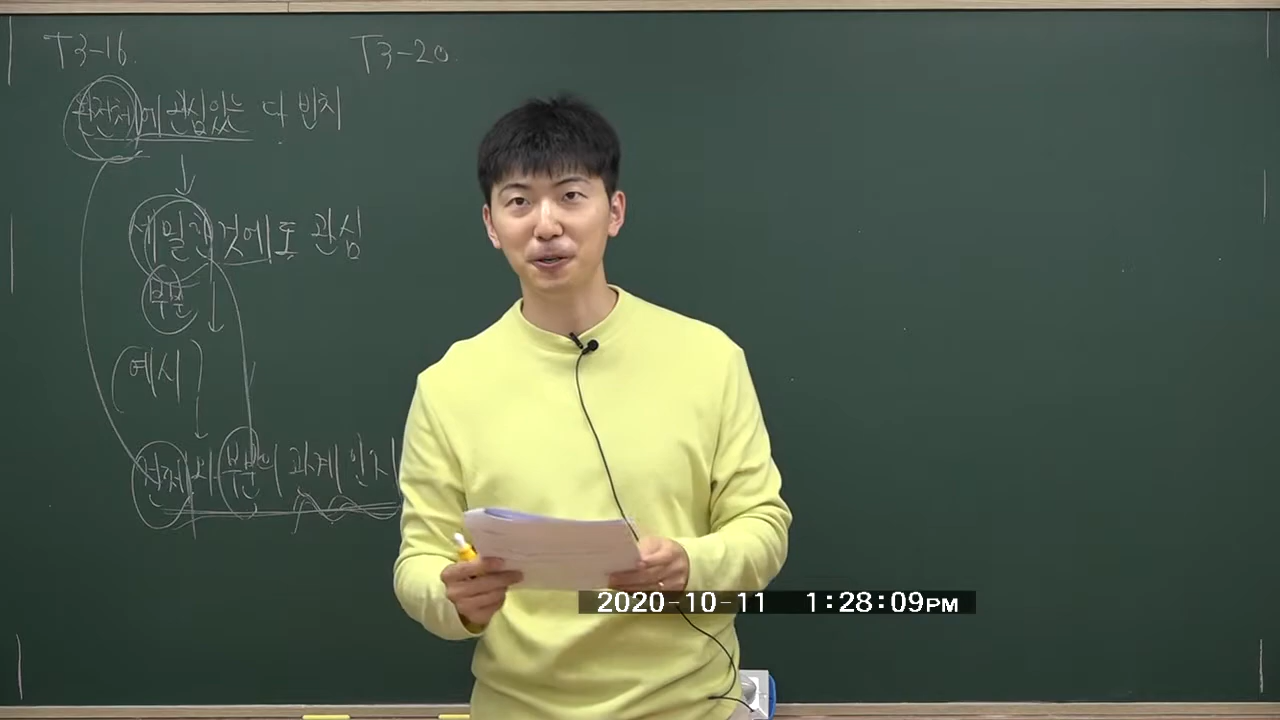 T3-16.
T3-20.
완전체에 관심있는 다빈치
세밀한 것에도 관심
부분
(예시)
전체와 부분의 관계 인지
2020-10-11 1:28:09PM